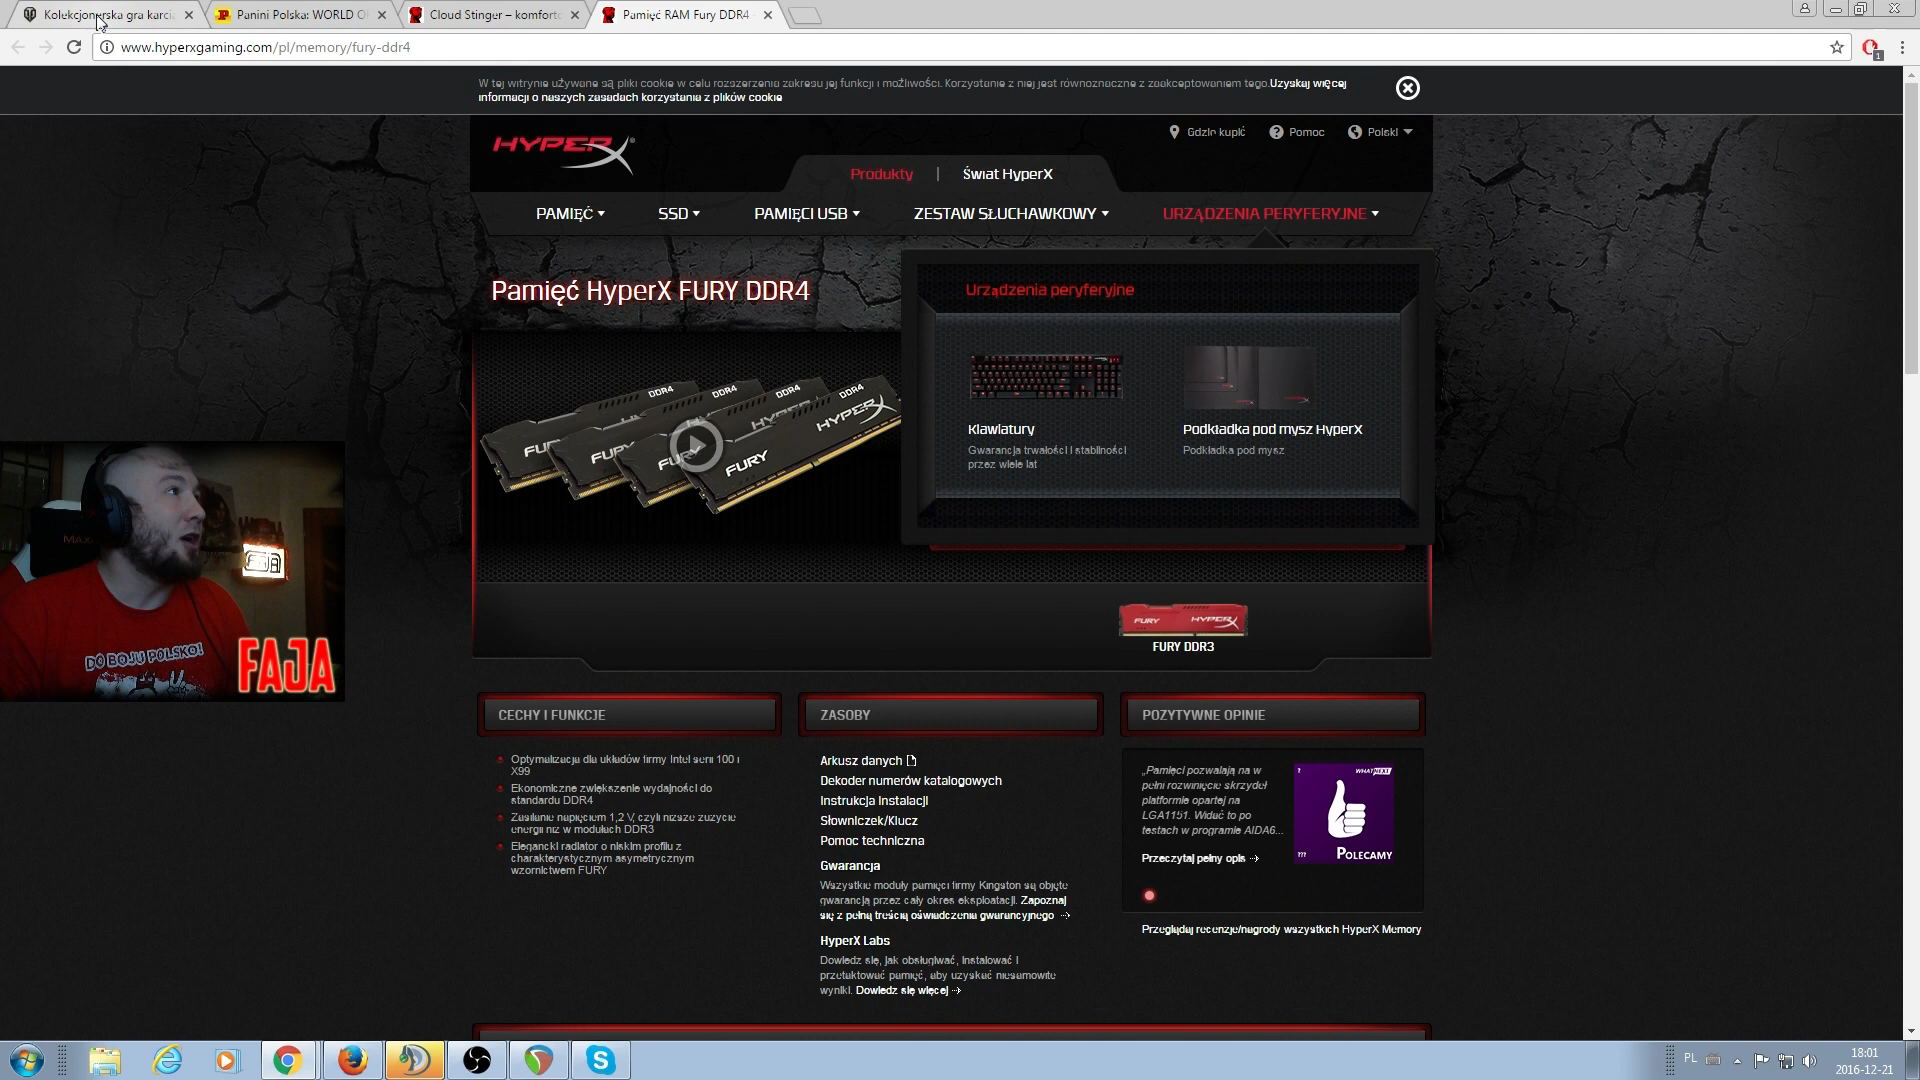 Kolekcjonerska gra karci
Panini Polska: WORLD O
Cloud Stinger – komforto
Pamięć RAM Fury DDR4
www.hyperxgaming.com/pl/memory/fury-ddr4
W tej witrynie używane są pliki cookie w celu rozszerzenia zakresu jej funkcji i możliwości. Korzystanie z niej jest równoznaczne z zaakceptowaniem tego.Uzyskaj więcej
informacji o naszych zasadach korzystania z plików cookie
HYPERX
Gdzie kupić
Pomoc
Polski
Produkty | Świat HyperX
PAMIĘĆ
SSD
PAMIĘCI USB
ZESTAW SŁUCHAWKOWY
URZĄDZENIA PERYFERYJNE
Pamięć HyperX FURY DDR4
Urządzenia peryferyjne
DDR4
DDR4
DDR4
DDR4
HYPERX
FURY
Klawiatury
Gwarancja trwałości i stabilności
przez wiele lat
Podkładka pod mysz HyperX
Podkładka pod mysz
FURY HYPERX
FURY DDR3
DO BOJU POLSKO!
FAJA
CECHY I FUNKCJE
Optymalizacja dla układów firmy Intel serii 100 i
X99
Ekonomiczne zwiększenie wydajności do
standardu DDR4
Zasilanie napięciem 1,2 V, czyli niższe zużycie
energii niż w modułach DDR3
Elegancki radiator o niskim profilu z
charakterystycznym asymetrycznym
wzornictwem FURY
ZASOBY
Arkusz danych
Dekoder numerów katalogowych
Instrukcja instalacji
Słowniczek/Klucz
Pomoc techniczna
Gwarancja
Wszystkie moduły pamięci firmy Kingston są objęte
gwarancją przez cały okres eksploatacji. Zapoznaj
się z pełną treścią oświadczenia gwarancyjnego
HyperX Labs
Dowiedz się, jak obsługiwać, instalować i
przetaktować pamięć, aby uzyskać niesamowite
wyniki. Dowiedz się więcej
POZYTYWNE OPINIE
„Pamięci pozwalają na w
pełni rozwinięcie skrzydeł
platformie opartej na
LGA1151. Widać to po
testach w programie AIDA6...
Przeczytaj pełny opis
WHATNEXT
POLECAMY
Przeglądaj recenzje/nagrody wszystkich HyperX Memory
PL
18:01
2016-12-21